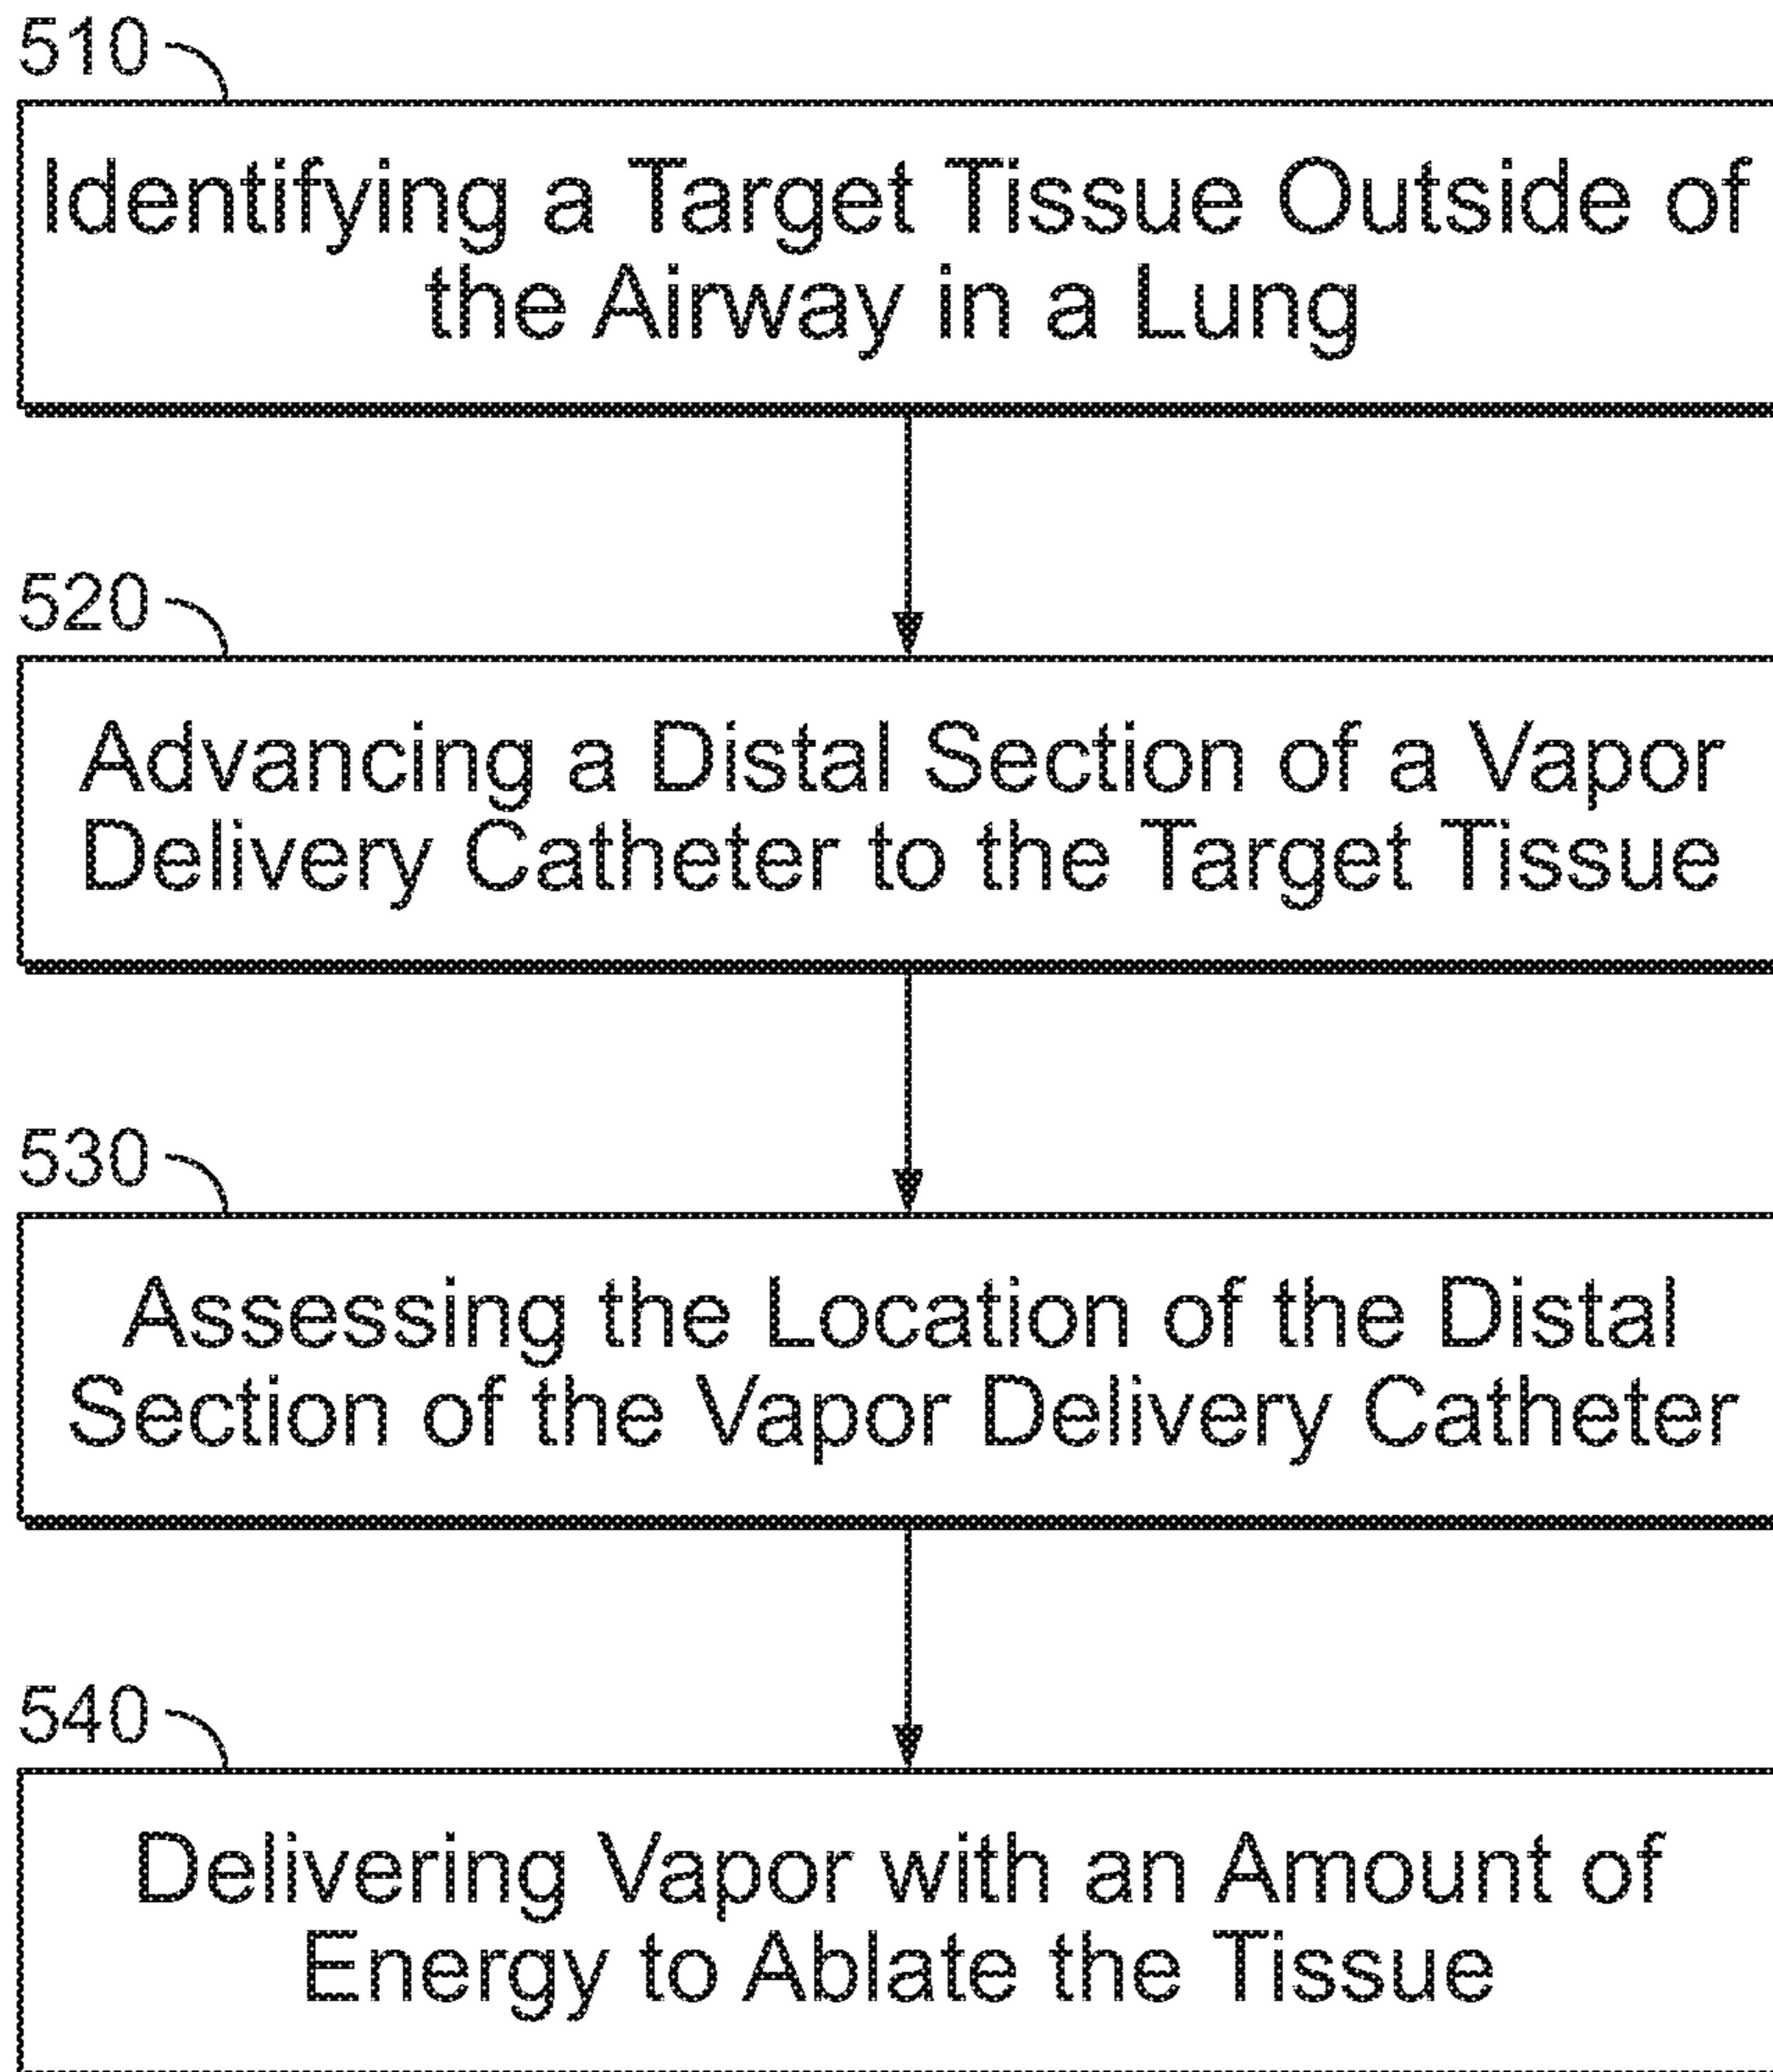 510
Identifying a Target Tissue Outside of
the Airway in a Lung
520
Advancing a Distal Section of a Vapor
Delivery Catheter to the Target Tissue
530
Assessing the Location of the Distal
Section of the Vapor Delivery Catheter
540
Delivering Vapor with an Amount of
Energy to Ablate the Tissue